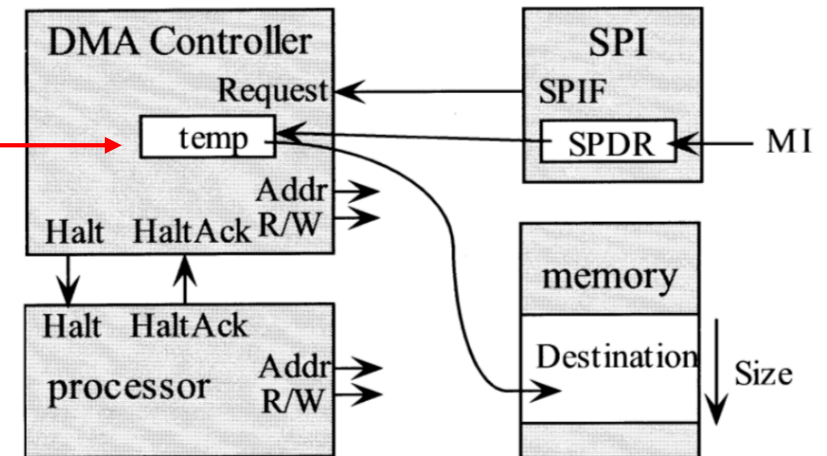 DMA Controller
Request
temp
Addr
R/W
Halt HaltAck
Halt HaltAck
processor
Addr
R/W
SPI
SPIF
SPDR
MI
memory
Destination
Size